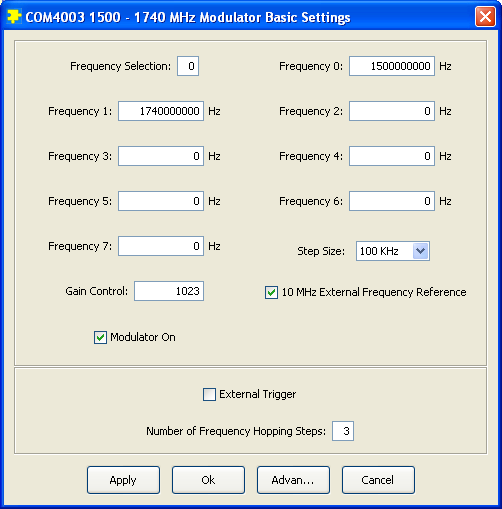 COM4003 1500 - 1740 MHz Modulator Basic Settings
Frequency Selection: 0 Frequency 0: 1500000000 Hz
Frequency 1: 1740000000 Hz Frequency 2: 0 Hz
Frequency 3: 0 Hz Frequency 4: 0 Hz
Frequency 5: 0 Hz Frequency 6: 0 Hz
Frequency 7: 0 Hz Step Size: 100 KHz
Gain Control: 1023 10 MHz External Frequency Reference
Modulator On
External Trigger
Number of Frequency Hopping Steps: 3
Apply Ok Advan... Cancel